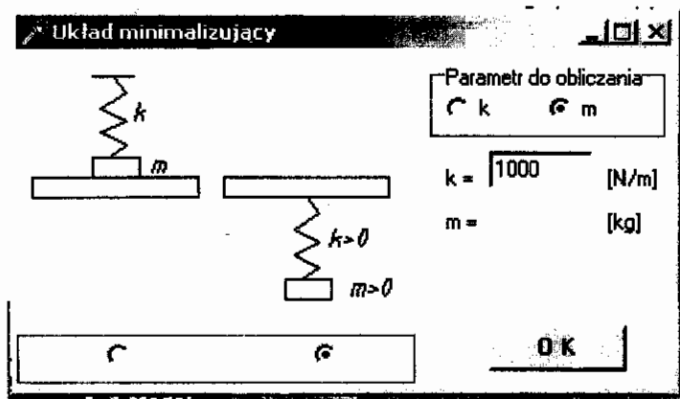 Układ minimalizujący
k
m
k>0
m>0
Parametr do obliczania
k m
k = 1000 [N/m]
m = [kg]
OK